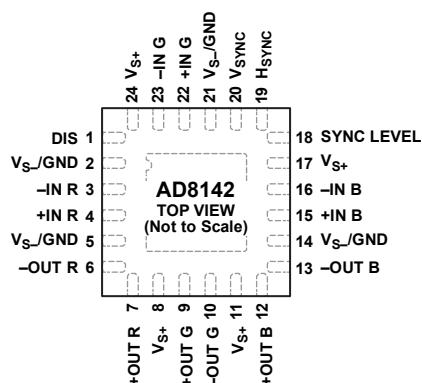 24 VS+
23 –IN G
22 +IN G
21 VS–/GND
20 VSYNC
19 HSYNC
DIS 1
VS–/GND 2
–IN R 3
+IN R 4
VS–/GND 5
–OUT R 6
AD8142
TOP VIEW
(Not to Scale)
18 SYNC LEVEL
17 VS+
16 –IN B
15 +IN B
14 VS–/GND
13 –OUT B
+OUT R 7
VS+ 8
+OUT G 9
–OUT G 10
VS+ 11
+OUT B 12